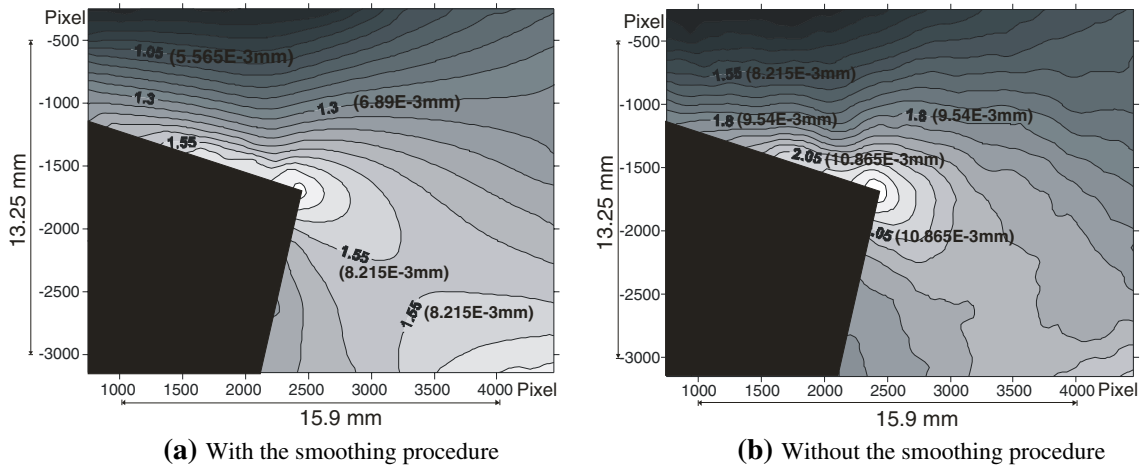 Pixel
-500
-1000
-1500
-2000
-2500
-3000
13.25 mm
1.05 (5.565E-3mm)
1.3
1.3
(6.89E-3mm)
1.55
1.55
(8.215E-3mm)
1.55 (8.215E-3mm)
1000 1500 2000 2500 3000 3500 4000 Pixel
15.9 mm
(a) With the smoothing procedure
Pixel
-500
-1000
-1500
-2000
-2500
-3000
13.25 mm
1.55 (8.215E-3mm)
1.8 (9.54E-3mm)
1.8 (9.54E-3mm)
2.05 (10.865E-3mm)
.05 (10.865E-3mm)
1000 1500 2000 2500 3000 3500 4000 Pixel
15.9 mm
(b) Without the smoothing procedure